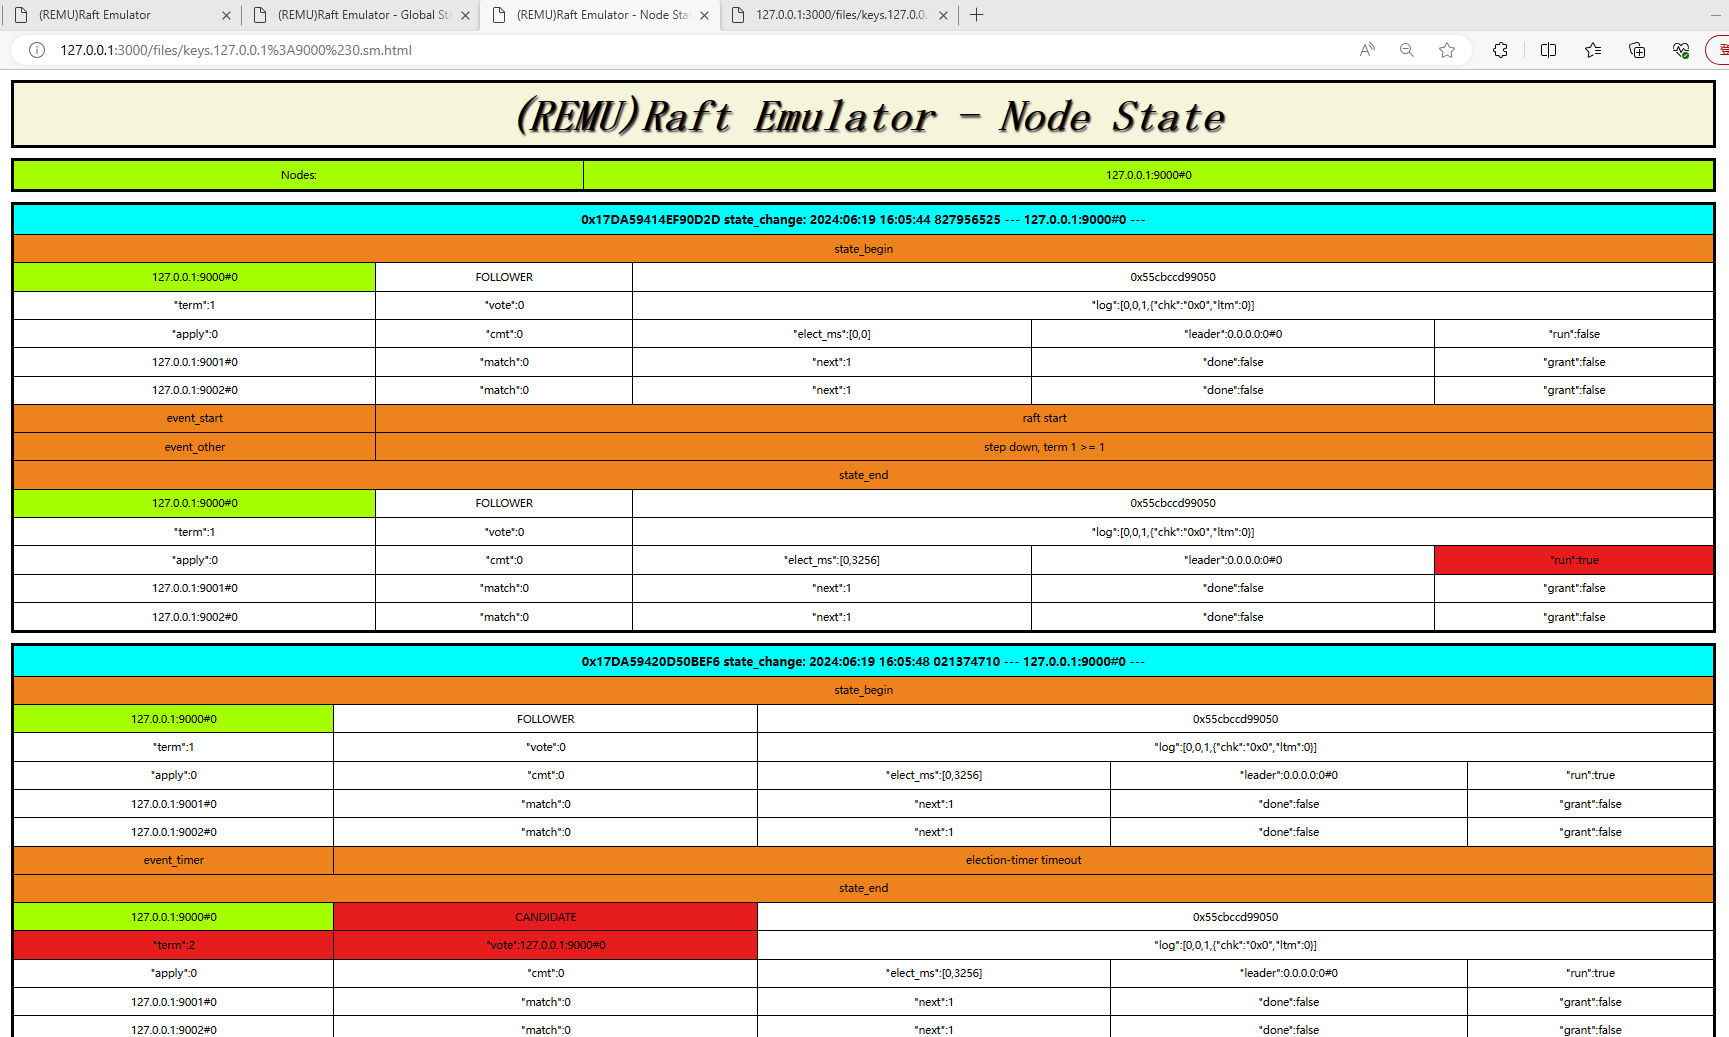 (REMU)Raft Emulator
(REMU)Raft Emulator - Global Sta
(REMU)Raft Emulator - Node Stat
127.0.0.1:3000/files/keys.127.0.0.
127.0.0.1:3000/files/keys.127.0.0.1%3A9000%230.sm.html
(REMU)Raft Emulator - Node State
Nodes: 127.0.0.1:9000#0
0x17DA59414EF90D2D state_change: 2024:06:19 16:05:44 827956525 --- 127.0.0.1:9000#0 ---
state_begin
127.0.0.1:9000#0 FOLLOWER 0x55cbccd99050
"term":1 "vote":0 "log":[0,0,1,{"chk":"0x0","ltm":0}]
"apply":0 "cmt":0 "elect_ms":[0,0] "leader":0.0.0.0:0#0 "run":false
127.0.0.1:9001#0 "match":0 "next":1 "done":false "grant":false
127.0.0.1:9002#0 "match":0 "next":1 "done":false "grant":false
event_start raft start
event_other step down, term 1 >= 1
state_end
127.0.0.1:9000#0 FOLLOWER 0x55cbccd99050
"term":1 "vote":0 "log":[0,0,1,{"chk":"0x0","ltm":0}]
"apply":0 "cmt":0 "elect_ms":[0,3256] "leader":0.0.0.0:0#0 "run":true
127.0.0.1:9001#0 "match":0 "next":1 "done":false "grant":false
127.0.0.1:9002#0 "match":0 "next":1 "done":false "grant":false
0x17DA59420D50BEF6 state_change: 2024:06:19 16:05:48 021374710 --- 127.0.0.1:9000#0 ---
state_begin
127.0.0.1:9000#0 FOLLOWER 0x55cbccd99050
"term":1 "vote":0 "log":[0,0,1,{"chk":"0x0","ltm":0}]
"apply":0 "cmt":0 "elect_ms":[0,3256] "leader":0.0.0.0:0#0 "run":true
127.0.0.1:9001#0 "match":0 "next":1 "done":false "grant":false
127.0.0.1:9002#0 "match":0 "next":1 "done":false "grant":false
event_timer election-timer timeout
state_end
127.0.0.1:9000#0 CANDIDATE 0x55cbccd99050
"term":2 "vote":127.0.0.1:9000#0 "log":[0,0,1,{"chk":"0x0","ltm":0}]
"apply":0 "cmt":0 "elect_ms":[0,3256] "leader":0.0.0.0:0#0 "run":true
127.0.0.1:9001#0 "match":0 "next":1 "done":false "grant":false
127.0.0.1:9002#0 "match":0 "next":1 "done":false "grant":false